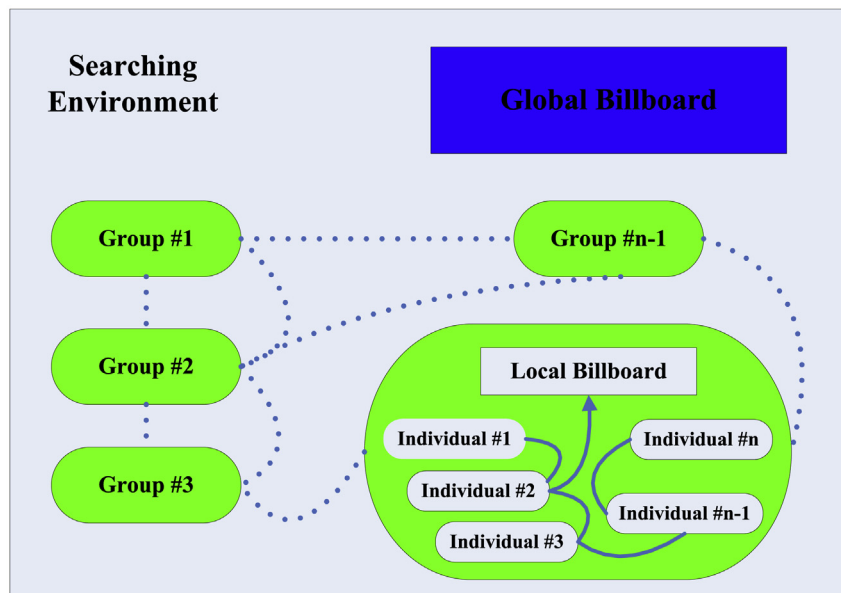 Searching
Environment
Global Billboard
Group #1
Group #n-1
Group #2
Group #3
Local Billboard
Individual #1
Individual #n
Individual #2
Individual #n-1
Individual #3